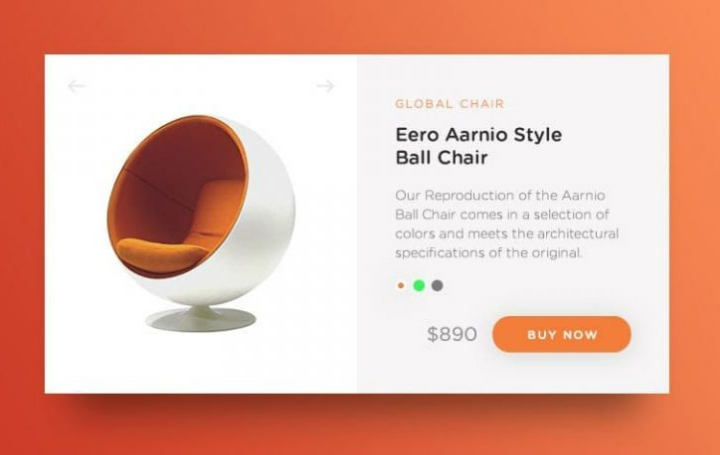 GLOBAL CHAIR
Eero Aarnio Style
Ball Chair
Our Reproduction of the Aarnio
Ball Chair comes in a selection of
colors and meets the architectural
specifications of the original.
$890
BUY NOW